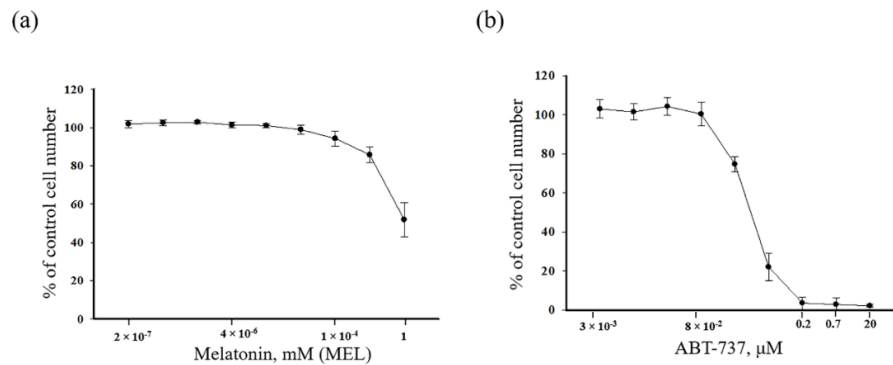 (a)
% of control cell number
120
100
80
60
40
20
0
2 × 10⁻⁷
4 × 10⁻⁶
1 × 10⁻⁴
1
Melatonin, mM (MEL)
(b)
% of control cell number
120
100
80
60
40
20
0
3 × 10⁻³
8 × 10⁻²
0.2
0.7
20
ABT-737, μM